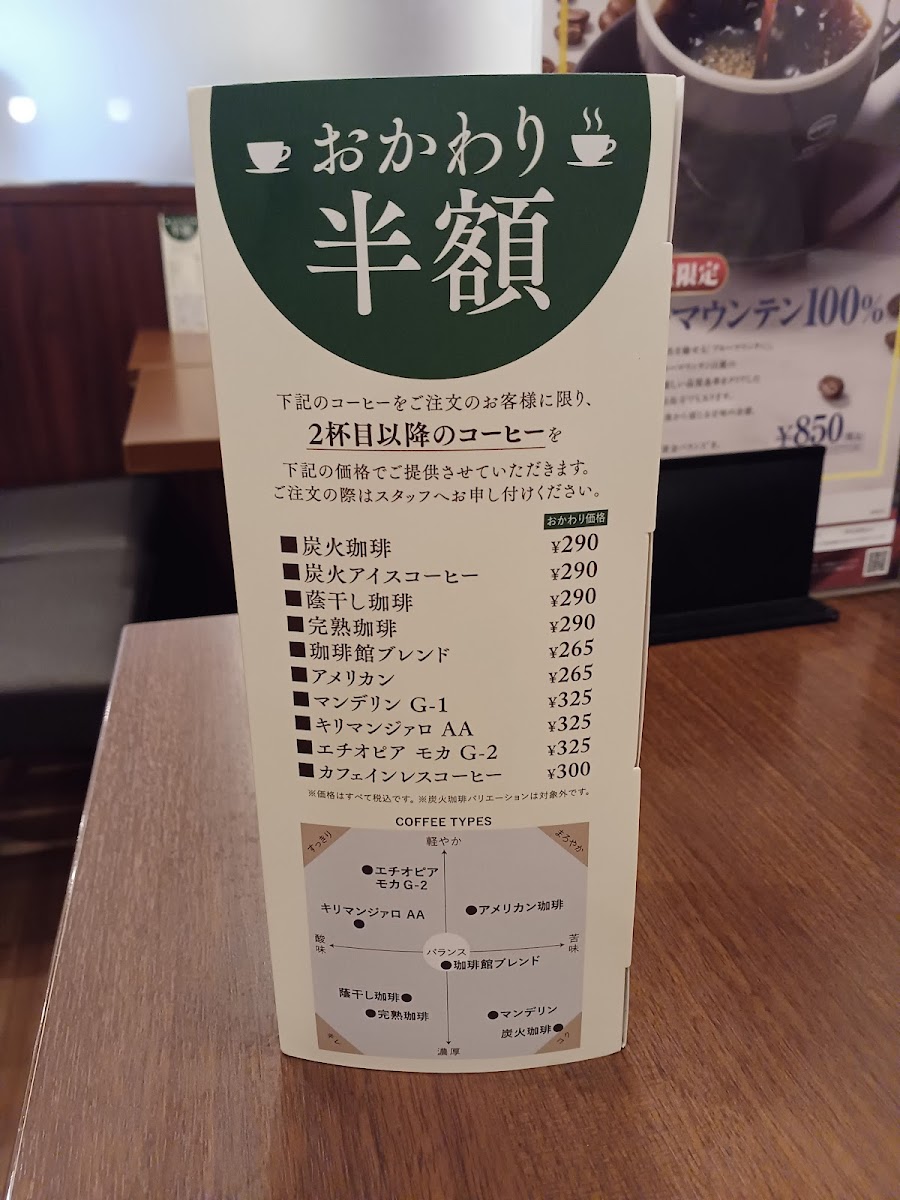 おかわり
半額
下記のコーヒーをご注文のお客様に限り、
2杯目以降のコーヒーを
下記の価格でご提供させていただきます。
ご注文の際はスタッフへお申し付けください。
おかわり価格
■炭火珈琲 ¥290
■炭火アイスコーヒー ¥290
■蔭干し珈琲 ¥290
■完熟珈琲 ¥290
■珈琲館ブレンド ¥265
■アメリカン ¥265
■マンデリン G-1 ¥325
■キリマンジァロ AA ¥325
■エチオピア モカ G-2 ¥325
■カフェインレスコーヒー ¥300
※価格はすべて税込です。※炭火珈琲バリエーションは対象外です。
COFFEE TYPES
すっきり
軽やか
まろやか
エチオピア
モカG-2
キリマンジァロ AA
アメリカン珈琲
酸味
バランス
苦味
珈琲館ブレンド
蔭干し珈琲
完熟珈琲
マンデリン
炭火珈琲
コク
濃厚
限定
マウンテン100%
¥850